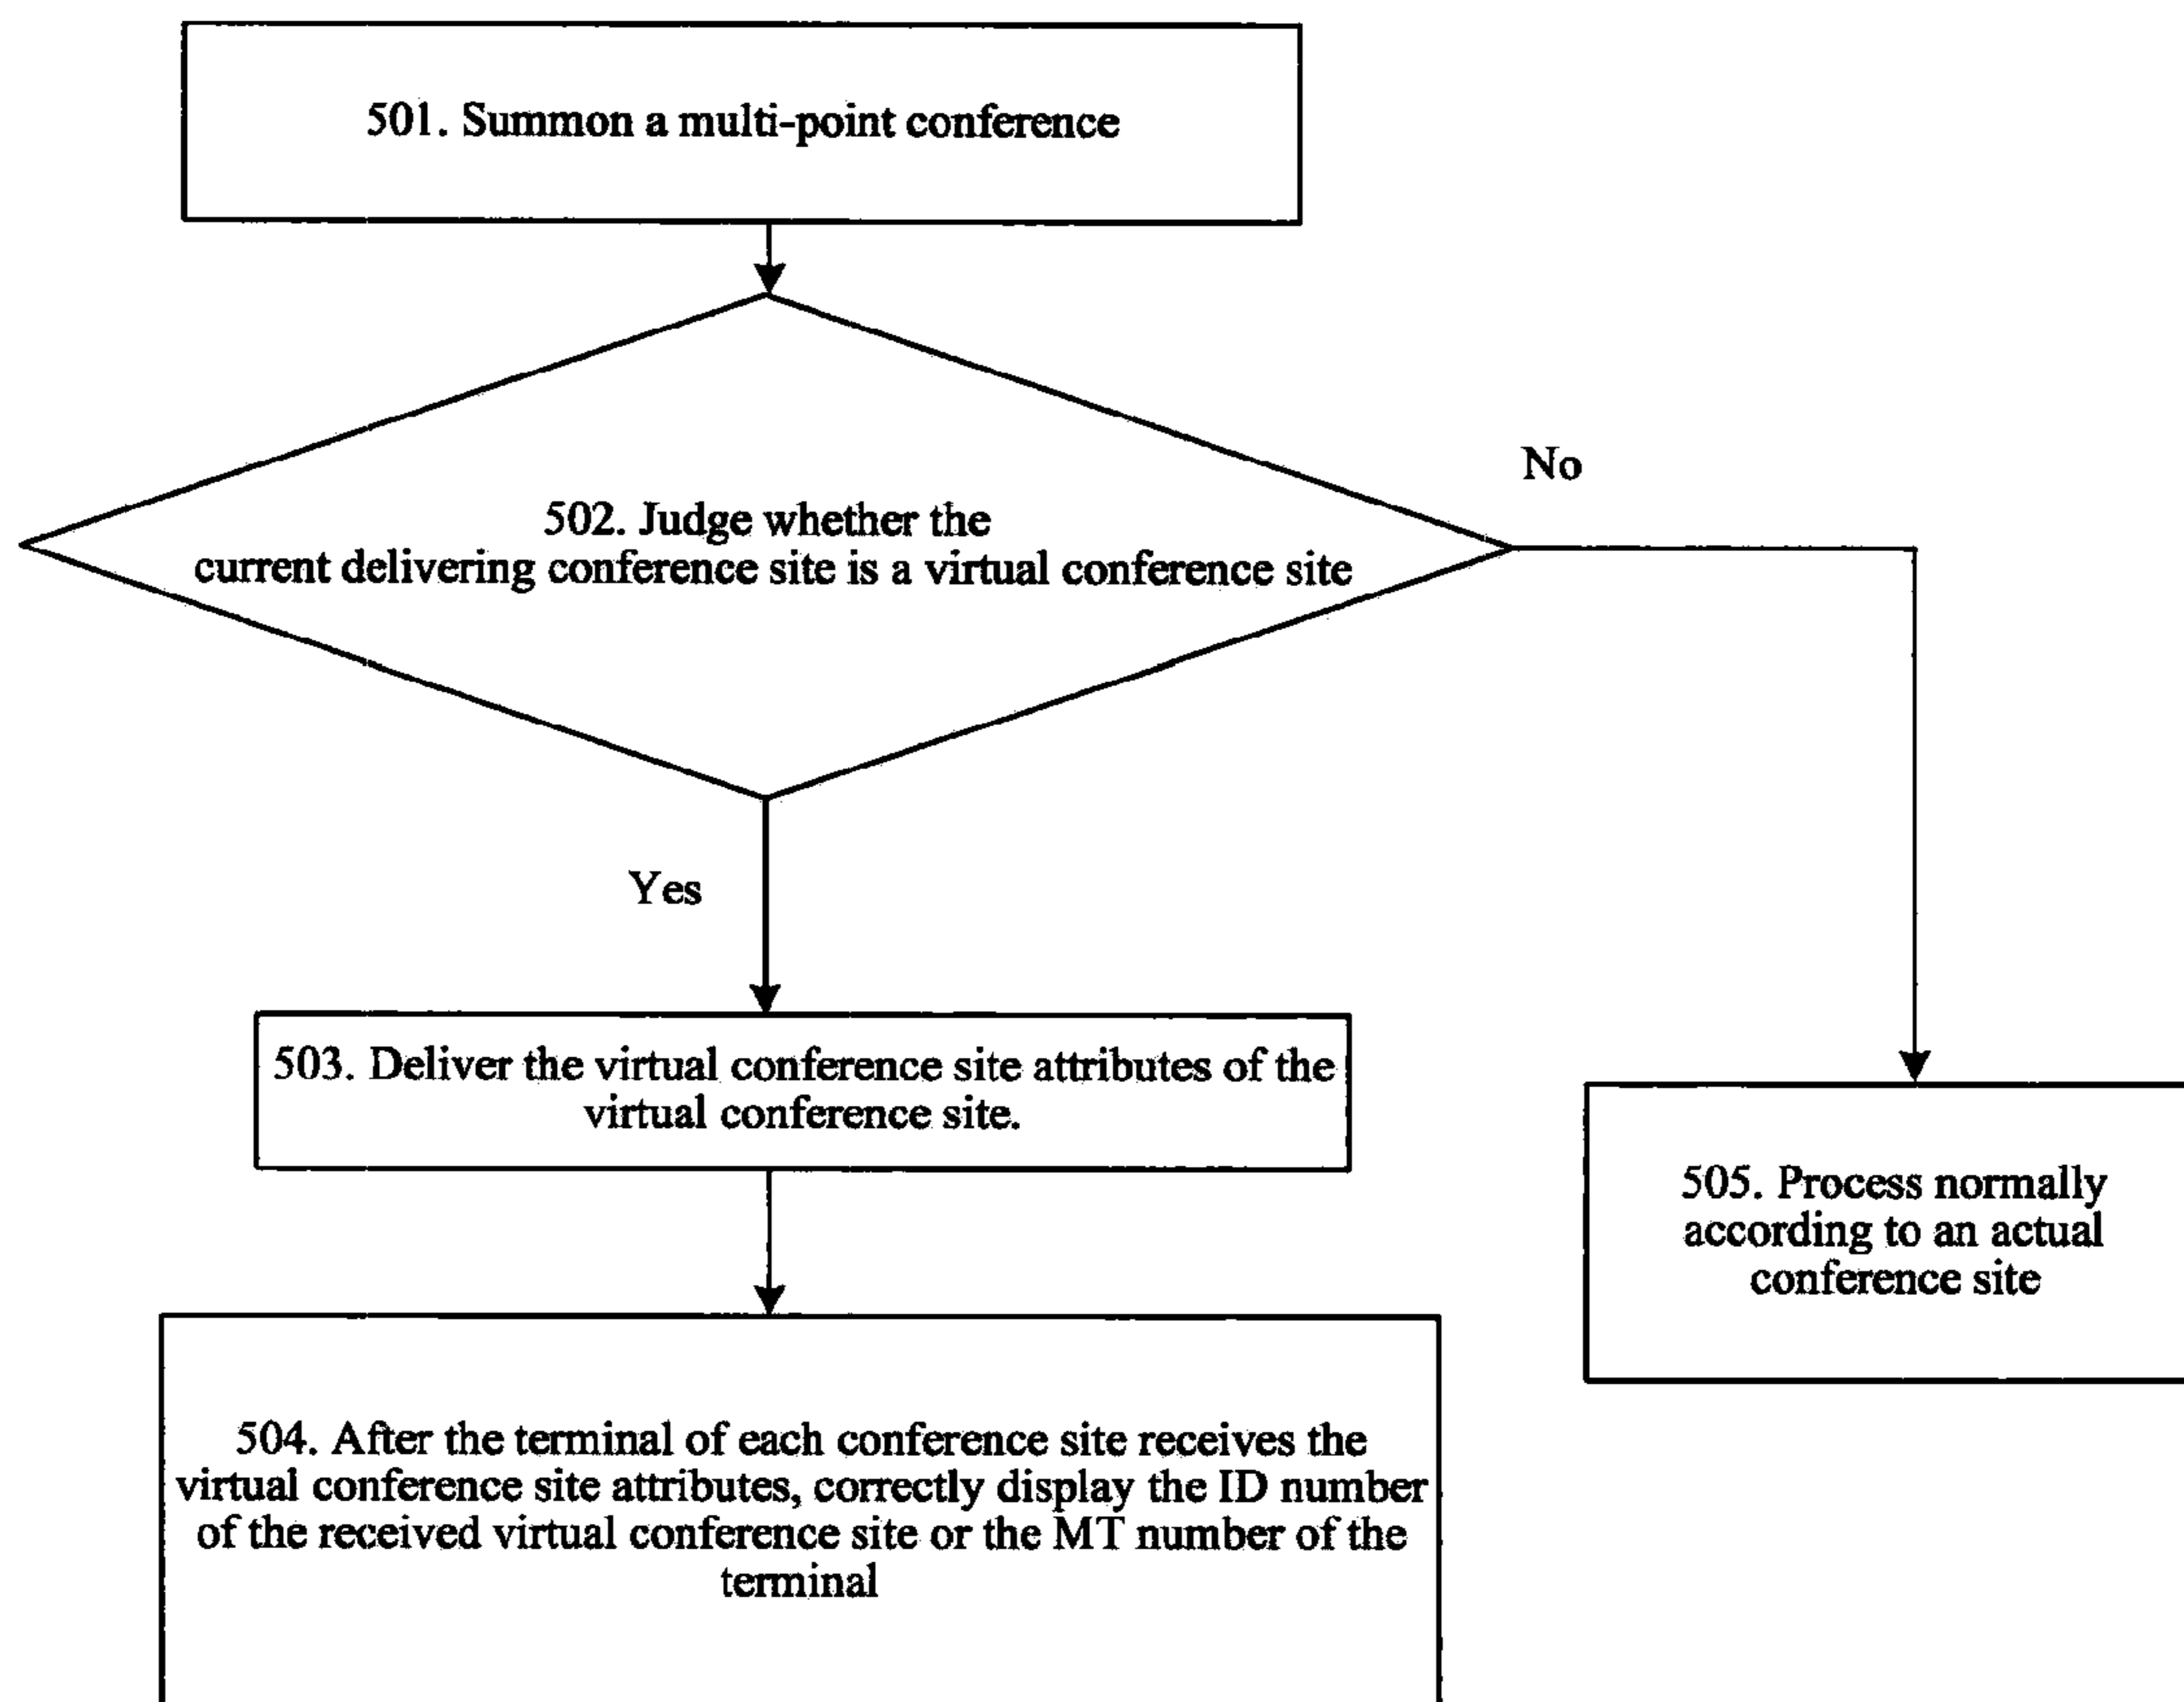 501. Summon a multi-point conference
502. Judge whether the
current delivering conference site is a virtual conference site
No
Yes
503. Deliver the virtual conference site attributes of the
virtual conference site.
504. After the terminal of each conference site receives the
virtual conference site attributes, correctly display the ID number
of the received virtual conference site or the MT number of the
terminal
505. Process normally
according to an actual
conference site